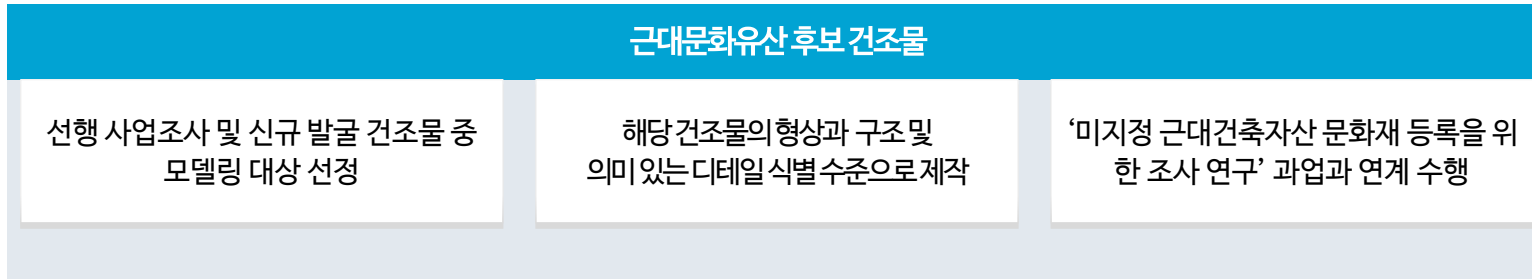 근대문화유산 후보 건조물
선행 사업조사 및 신규 발굴 건조물 중
모델링 대상 선정
해당 건조물의 형상과 구조 및
의미 있는 디테일 식별 수준으로 제작
‘미지정 근대건축자산 문화재 등록을 위
한 조사 연구’ 과업과 연계 수행